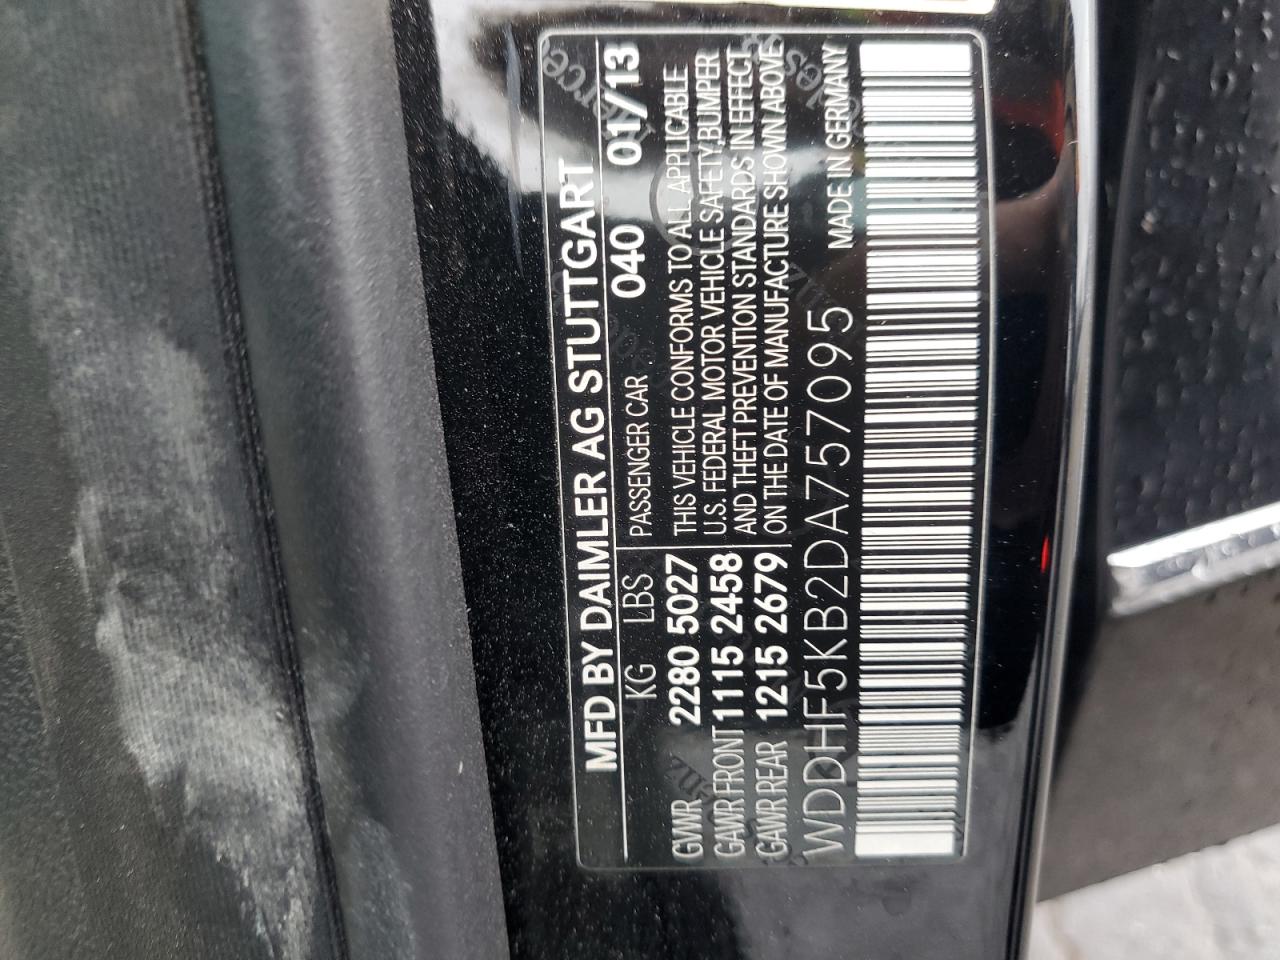 MFD BY DAIMLER AG STUTTGART
KG LBS PASSENGER CAR 040 01/13
GVWR 2280 5027 THIS VEHICLE CONFORMS TO ALL APPLICABLE
GAWR FRONT 1115 2458 U.S. FEDERAL MOTOR VEHICLE SAFETY,BUMPER
GAWR REAR 1215 2679 AND THEFT PREVENTION STANDARDS IN EFFECT
ON THE DATE OF MANUFACTURE SHOWN ABOVE
WDDHF5KB2DA757095 MADE IN GERMANY